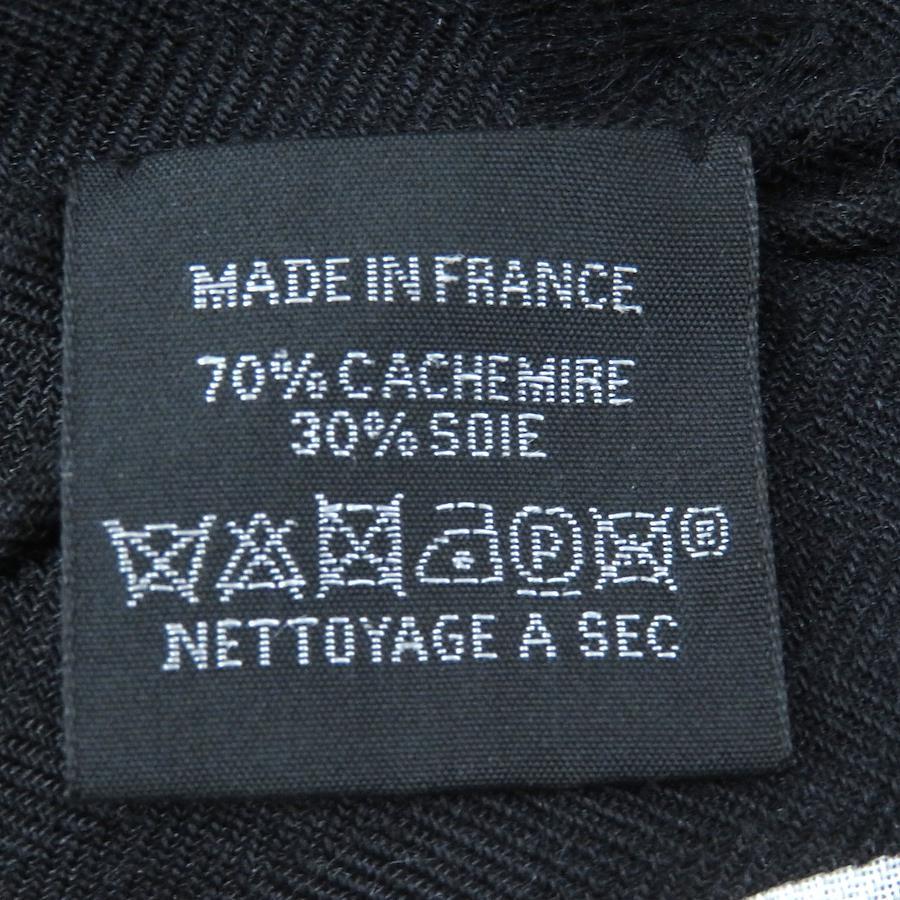 MADE IN FRANCE
70% CACHEMIRE
30% SOIE
P ®
NETTOYAGE A SEC